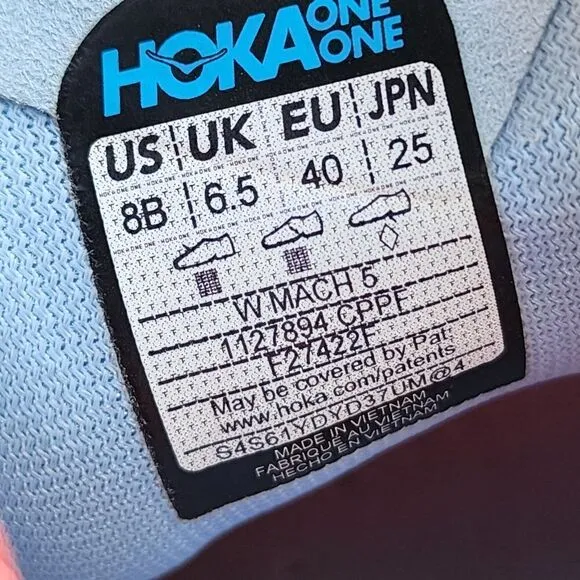 HOKA ONE ONE
US UK EU JPN
8B 6.5 40 25
W MACH 5
1127894 CPPF
F27422F
May be covered by Pat:
www.hoka.com/patents
S4S61YDYD37UM@4
MADE IN VIETNAM
FABRIQUÉ AU VIETNAM
HECHO EN VIETNAM